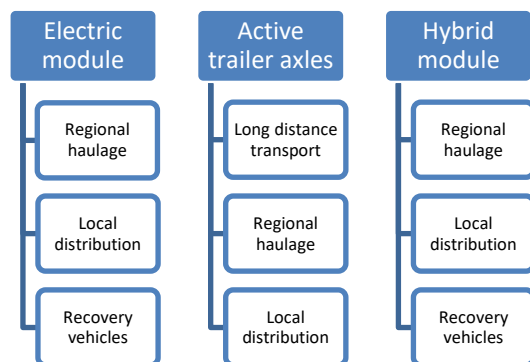 Electric
module
Regional
haulage
Local
distribution
Recovery
vehicles
Active
trailer axles
Long distance
transport
Regional
haulage
Local
distribution
Hybrid
module
Regional
haulage
Local
distribution
Recovery
vehicles